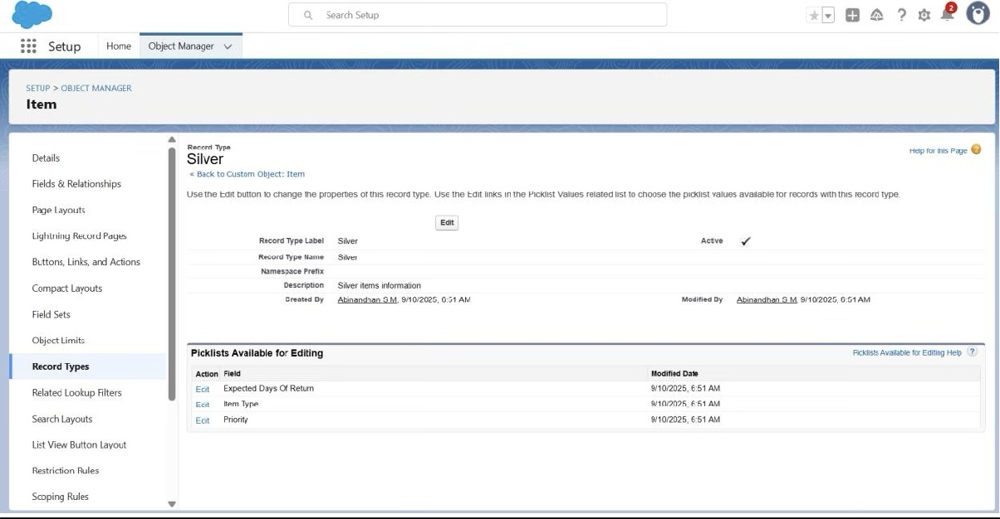 Search Setup
2
Setup
Home
Object Manager
SETUP > OBJECT MANAGER
Item
Details
Fields & Relationships
Page Layouts
Lightning Record Pages
Buttons, Links, and Actions
Compact Layouts
Field Sets
Object Limits
Record Types
Related Lookup Filters
Search Layouts
List View Button Layout
Restriction Rules
Scoping Rules
Record Type
Silver
Help for this Page ?
« Back to Custom Object: Item
Use the Edit button to change the properties of this record type. Use the Edit links in the Picklist Values related list to choose the picklist values available for records with this record type.
Edit
Record Type Label Silver Active ✓
Record Type Name Silver
Namespace Prefix
Description Silver items information
Created By Abinandhan S M, 9/10/2025, 6:51 AM Modified By Abinandhan S M, 9/10/2025, 6:51 AM
Picklists Available for Editing Picklists Available for Editing Help ?
Action Field Modified Date
Edit Expected Days Of Return 9/10/2025, 6:51 AM
Edit Item Type 9/10/2025, 6:51 AM
Edit Priority 9/10/2025, 6:51 AM